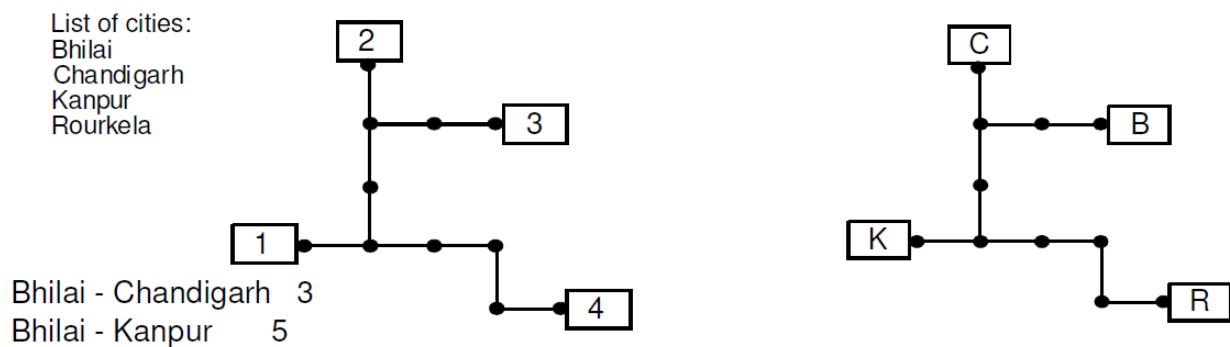 List of cities:
Bhilai
Chandigarh
Kanpur
Rourkela
2
3
1
4
Bhilai - Chandigarh 3
Bhilai - Kanpur 5
C
B
K
R